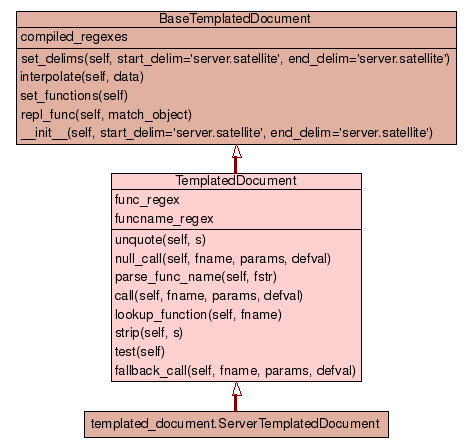 BaseTemplatedDocument
compiled_regexes
set_delims(self, start_delim='server.satellite', end_delim='server.satellite')
interpolate(self, data)
set_functions(self)
repl_func(self, match_object)
__init__(self, start_delim='server.satellite', end_delim='server.satellite')
TemplatedDocument
func_regex
funcname_regex
unquote(self, s)
null_call(self, fname, params, defval)
parse_func_name(self, fstr)
call(self, fname, params, defval)
lookup_function(self, fname)
strip(self, s)
test(self)
fallback_call(self, fname, params, defval)
templated_document.ServerTemplatedDocument